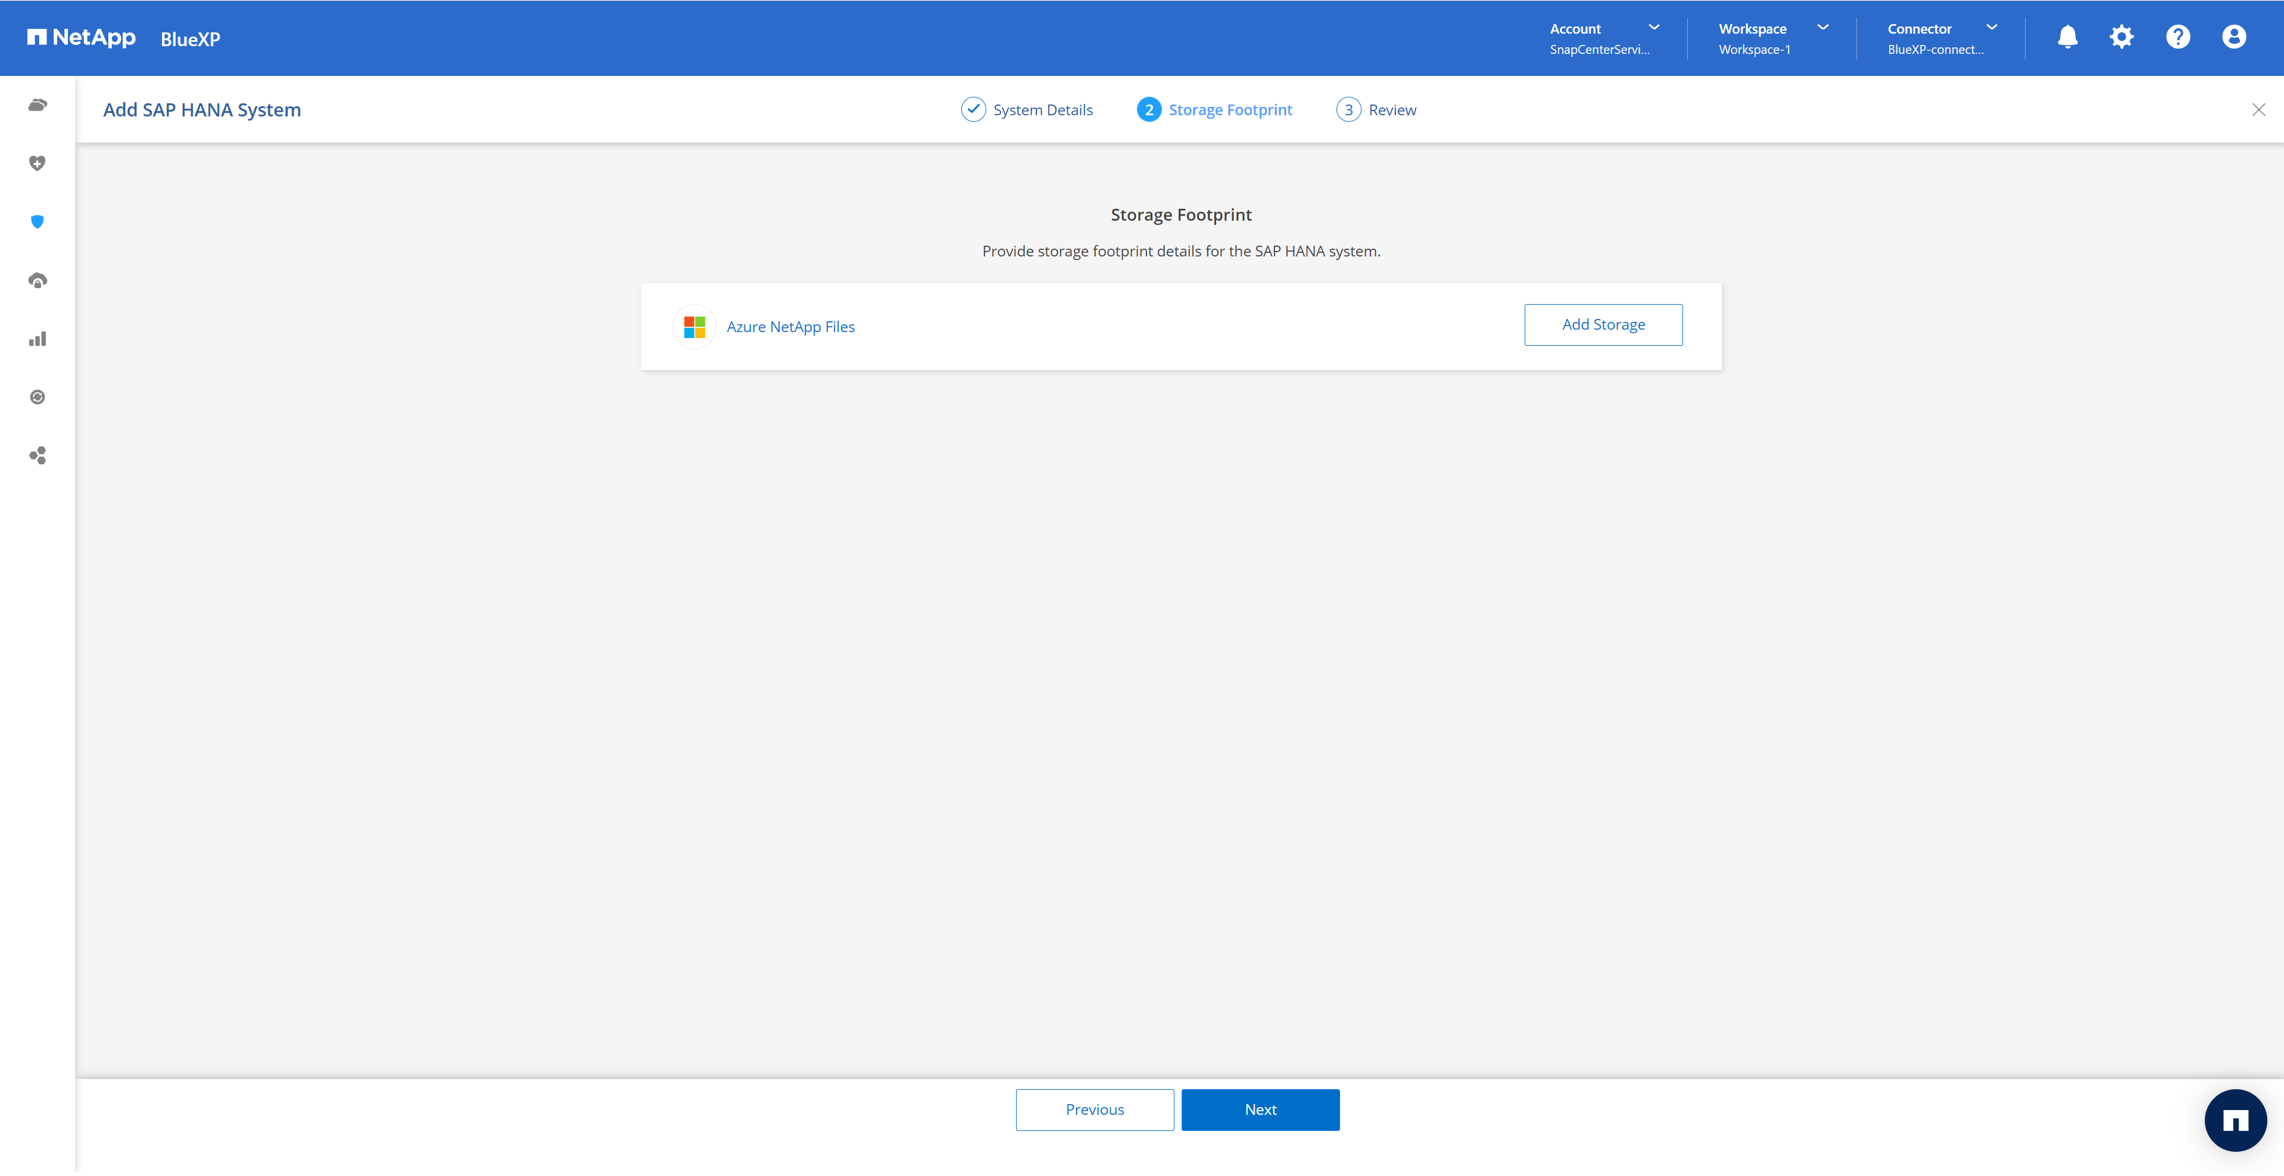 NetApp BlueXP
Account
SnapCenterServi...
Workspace
Workspace-1
Connector
BlueXP-connect...
?
Add SAP HANA System
System Details
2 Storage Footprint
3 Review
Storage Footprint
Provide storage footprint details for the SAP HANA system.
Azure NetApp Files
Add Storage
Previous
Next